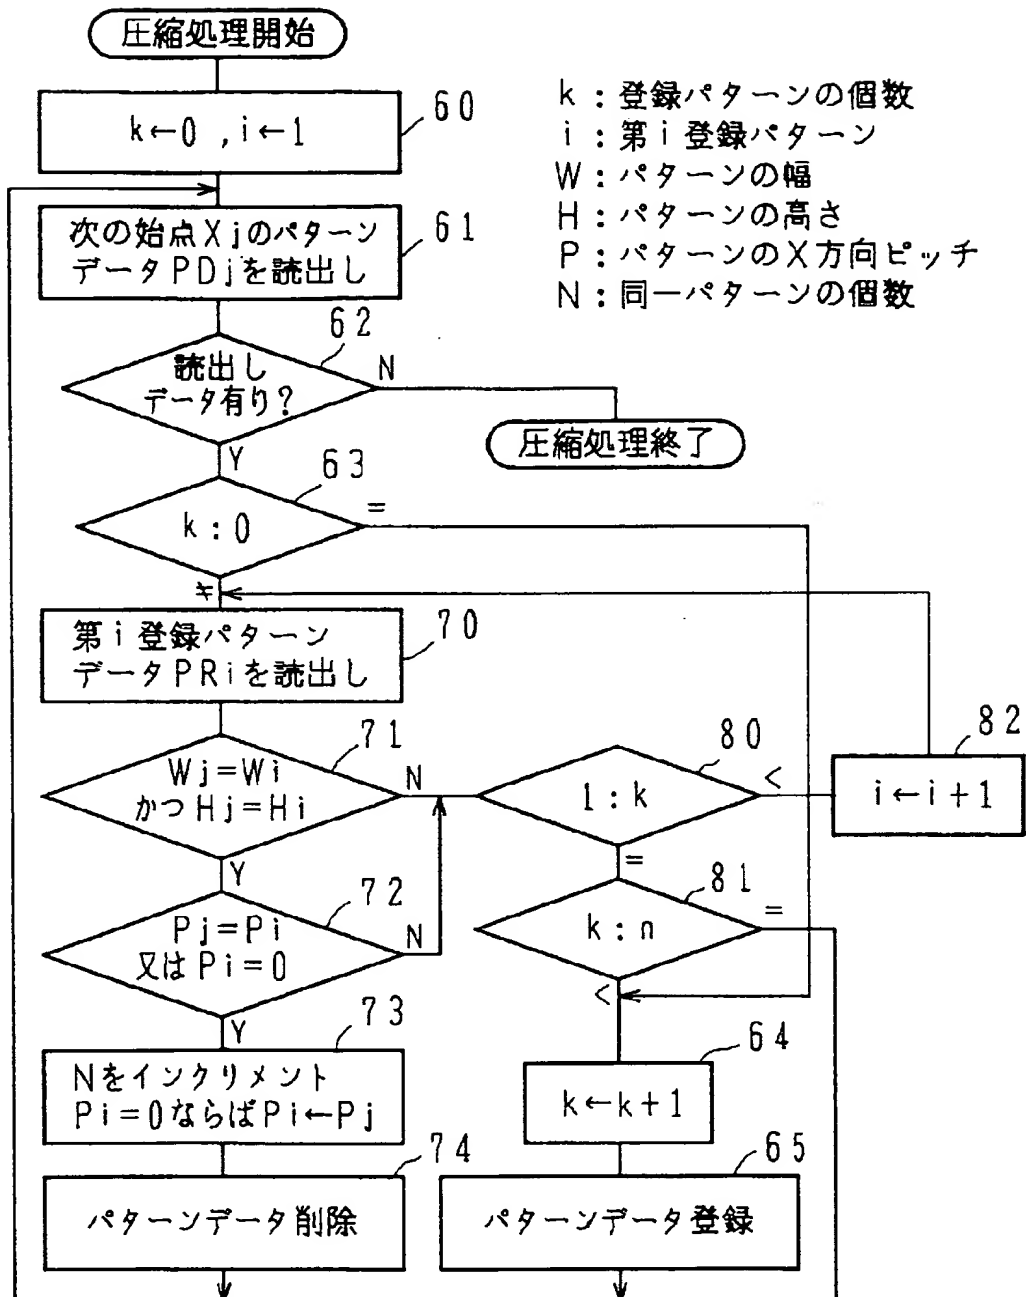 圧縮処理開始
k←0 ,i←1
60
k:登録パターンの個数
i:第i登録パターン
W:パターンの幅
H:パターンの高さ
P:パターンのX方向ピッチ
N:同一パターンの個数
次の始点Xjのパターン
データPDjを読出し
61
読出し
データ有り?
62
N
圧縮処理終了
Y
k:0
63
=
≠
第i登録パターン
データPRiを読出し
70
Wj=Wi
かつHj=Hi
71
N
1:k
80
<
i←i+1
82
Y
=
Pj=Pi
又はPi=0
72
N
k:n
81
=
Y
<
Nをインクリメント
Pi=0ならばPi←Pj
73
k←k+1
64
パターンデータ削除
74
パターンデータ登録
65